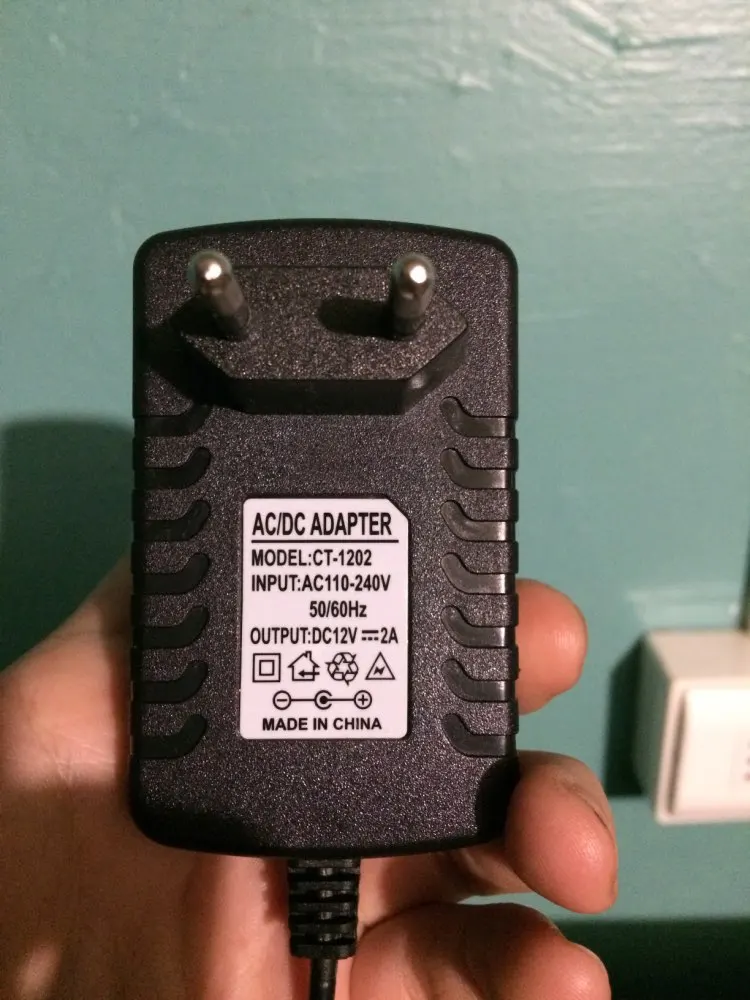 AC/DC ADAPTER
MODEL:CT-1202
INPUT:AC110-240V
50/60Hz
OUTPUT:DC12V ⎓2A
MADE IN CHINA